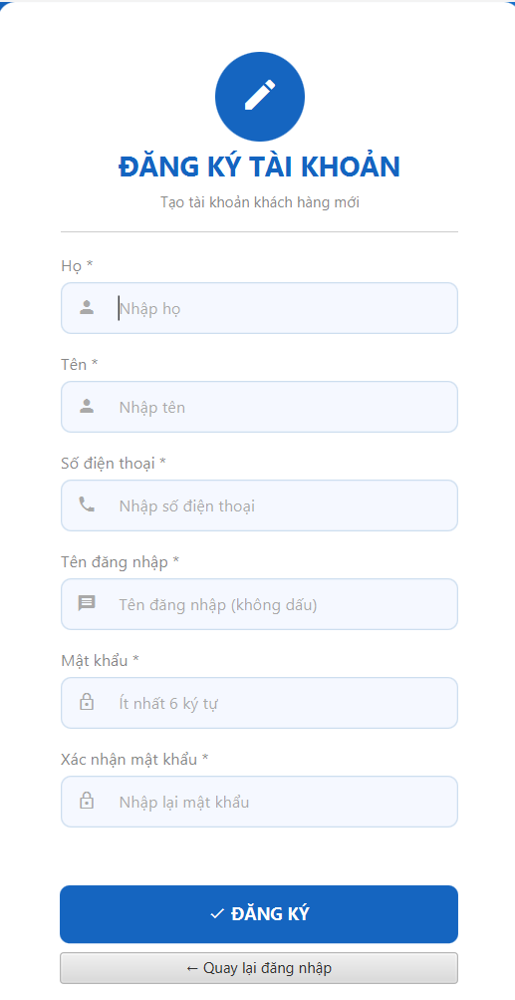 ĐĂNG KÝ TÀI KHOẢN
Tạo tài khoản khách hàng mới
Họ *
Nhập họ
Tên *
Nhập tên
Số điện thoại *
Nhập số điện thoại
Tên đăng nhập *
Tên đăng nhập (không dấu)
Mật khẩu *
Ít nhất 6 ký tự
Xác nhận mật khẩu *
Nhập lại mật khẩu
✓ ĐĂNG KÝ
← Quay lại đăng nhập